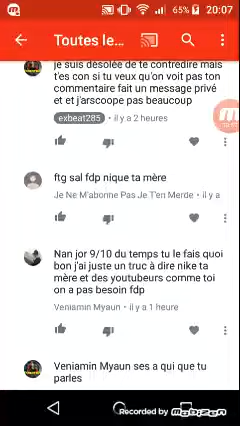 65% 20:07
Toutes le...
je suis désolée de te contredire mais
t'es con si tu veux qu'on voit pas ton
commentaire fait un message privé
et et j'arscoope pas beaucoup
exbeat285 • il y a 2 heures
ftg sal fdp nique ta mère
Je Ne M'abonne Pas Je T'en Merde • il y a
Nan jor 9/10 du temps tu le fais quoi
bon j'ai juste un truc à dire nike ta
mère et des youtubeurs comme toi
on a pas besoin fdp
Veniamin Myaun • il y a 1 heure
Veniamin Myaun ses a qui que tu
parles
Recorded by mobizen